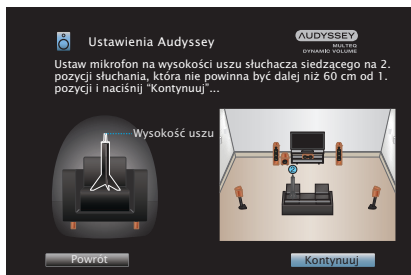 Ustawienia Audyssey
AUDYSSEY
MULTEQ
DYNAMIC VOLUME
Ustaw mikrofon na wysokości uszu słuchacza siedzącego na 2.
pozycji słuchania, która nie powinna być dalej niż 60 cm od 1.
pozycji i naciśnij “Kontynuuj”...
Wysokość uszu
Powrót
Kontynuuj